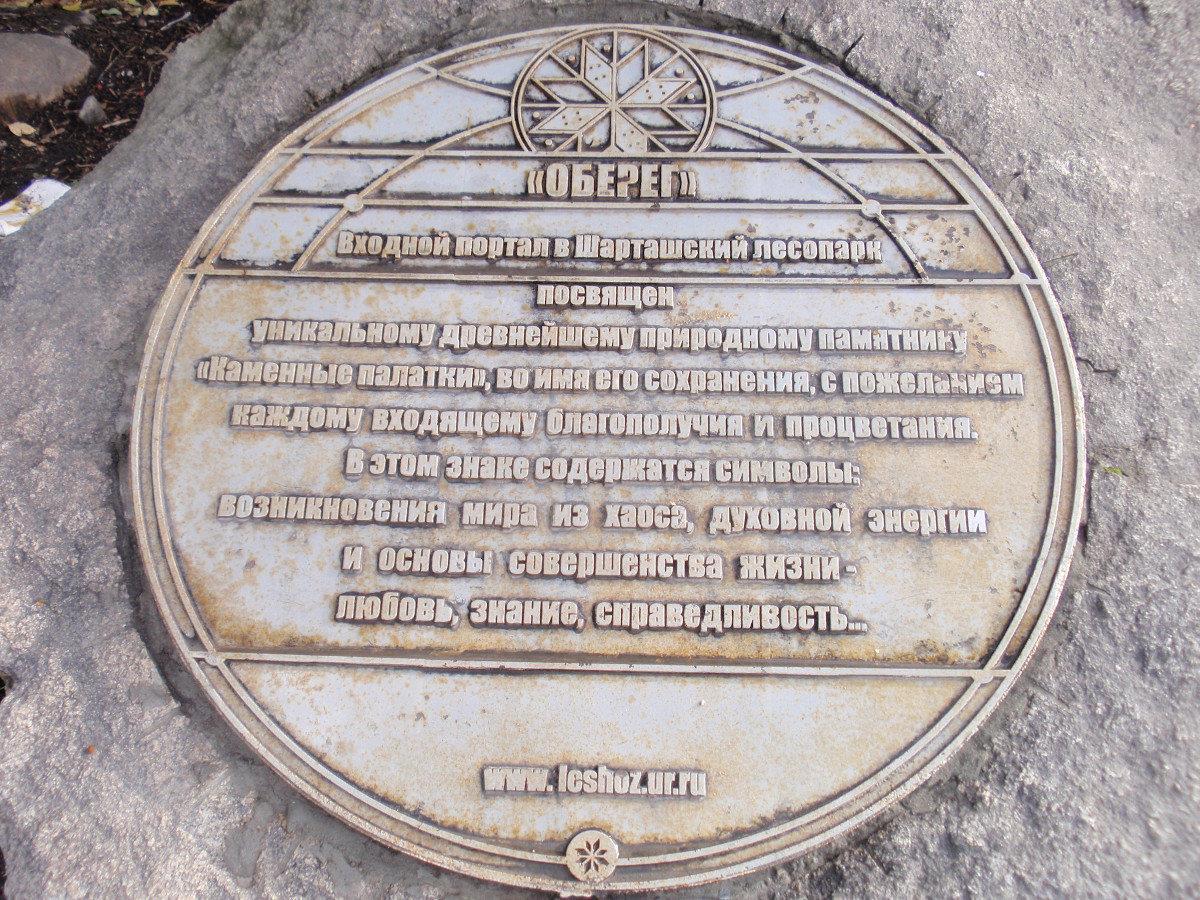 «ОБЕРЕГ»
Входной портал в Шарташский лесопарк
посвящен
уникальному древнейшему природному памятнику
«Каменные палатки», во имя его сохранения, с пожеланием
каждому входящему благополучия и процветания.
В этом знаке содержатся символы:
возникновения мира из хаоса, духовной энергии
и основы совершенства жизни -
любовь, знание, справедливость...
www.leshoz.ur.ru